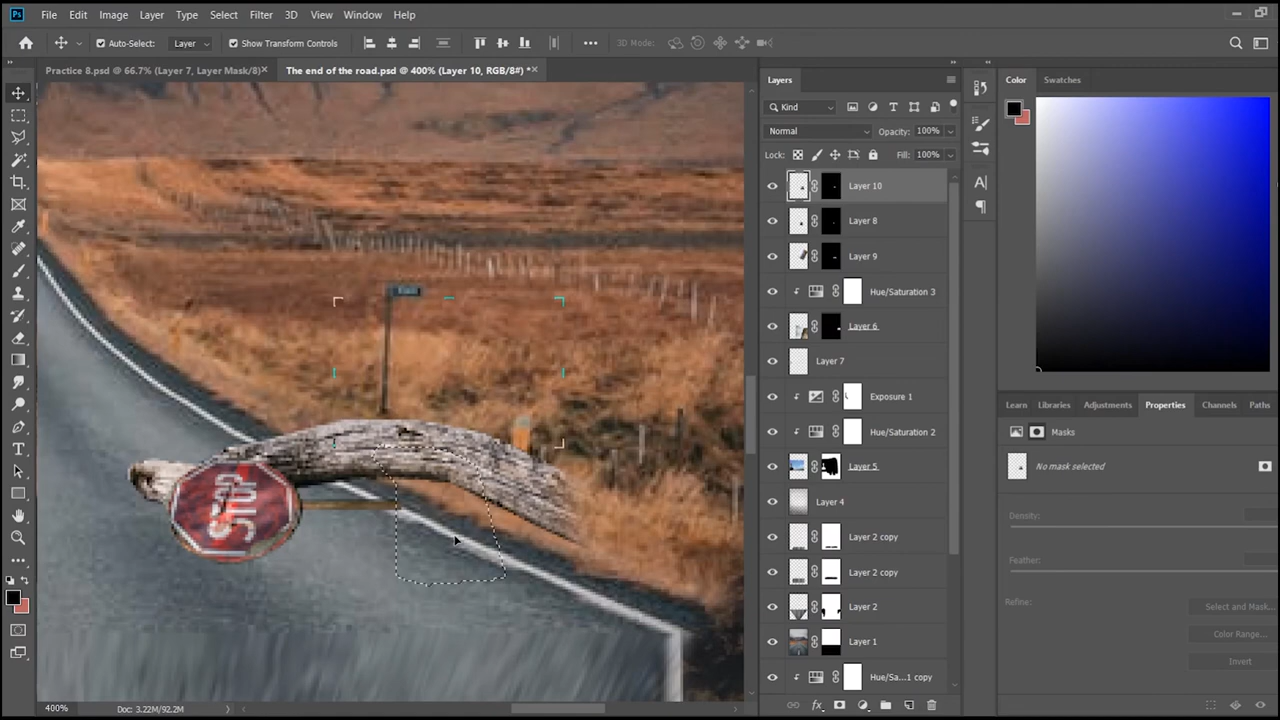 Ps File Edit Image Layer Type Select Filter 3D View Window Help
Auto-Select: Layer Show Transform Controls 3D Mode:
Practice 8.psd @ 66.7% (Layer 7, Layer Mask/8) The end of the road.psd @ 400% (Layer 10, RGB/8#) *
Layers
Kind
Normal Opacity: 100%
Lock: Fill: 100%
Layer 10
Layer 8
Layer 9
Hue/Saturation 3
Layer 6
Layer 7
Exposure 1
Hue/Saturation 2
Layer 5
Layer 4
Layer 2 copy
Layer 2 copy
Layer 2
Layer 1
Hue/Sa...1 copy
fx
Color Swatches
Learn Libraries Adjustments Properties Channels Paths
Masks
No mask selected
Density:
Feather:
Refine:
Select and Mask...
Color Range...
Invert
STOP
400% Doc: 3.22M/92.2M